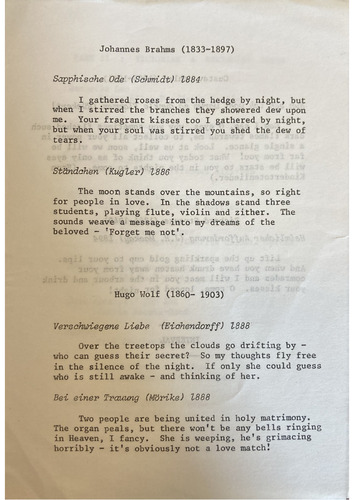 Johannes Brahms (1833-1897)
Sapphische Ode (Schmidt) 1884
I gathered roses from the hedge by night, but
when I stirred the branches they showered dew upon
me. Your fragrant kisses too I gathered by night,
but when your soul was stirred you shed the dew of
tears.
Ständchen (Kugler) 1886
The moon stands over the mountains, so right
for people in love. In the shadows stand three
students, playing flute, violin and zither. The
sounds weave a message into my dreams of the
beloved - 'Forget me not'.
Hugo Wolf (1860- 1903)
Verschwiegene Liebe (Eichendorff) 1888
Over the treetops the clouds go drifting by -
who can guess their secret? So my thoughts fly free
in the silence of the night. If only she could guess
who is still awake - and thinking of her.
Bei einer Trauung (Mörike) 1888
Two people are being united in holy matrimony.
The organ peals, but there won't be any bells ringing
in Heaven, I fancy. She is weeping, he's grimacing
horribly - it's obviously not a love match!